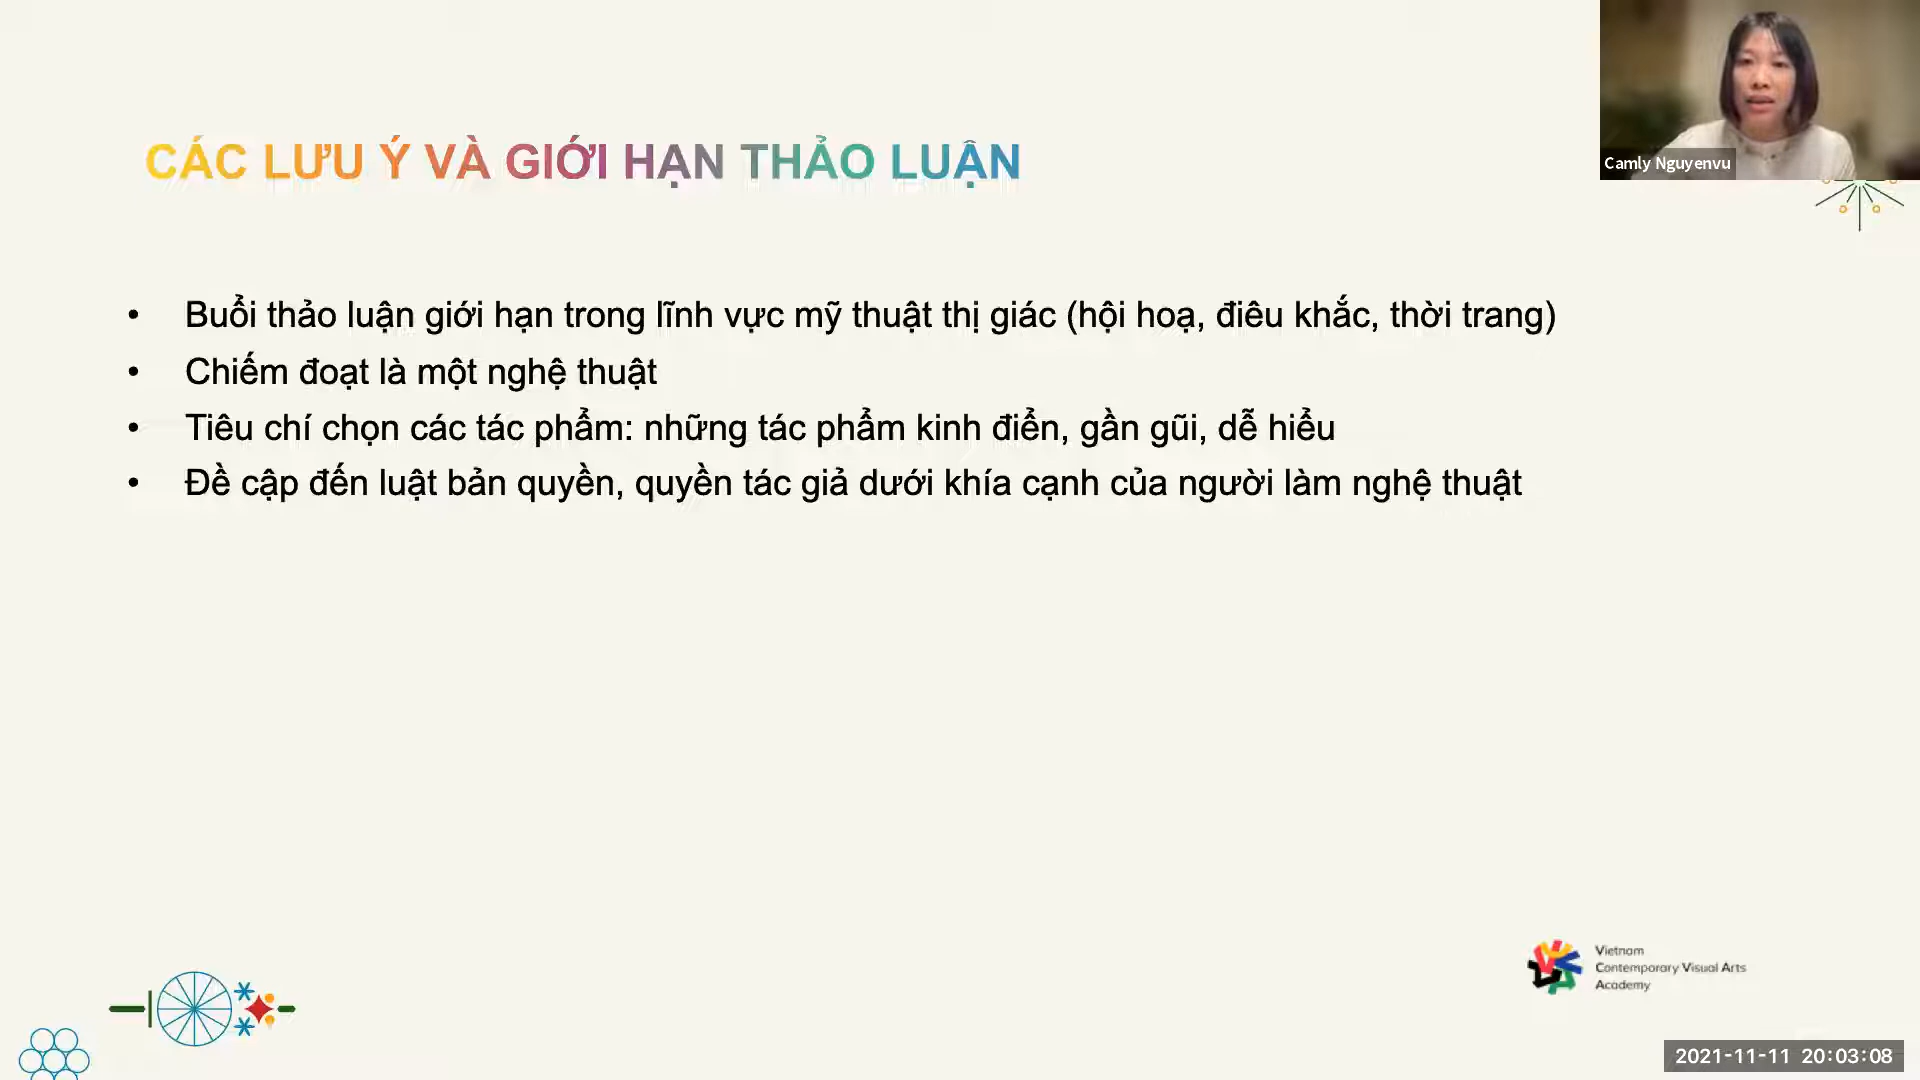 CÁC LƯU Ý VÀ GIỚI HẠN THẢO LUẬN
Camly Nguyenvu
• Buổi thảo luận giới hạn trong lĩnh vực mỹ thuật thị giác (hội hoạ, điêu khắc, thời trang)
• Chiếm đoạt là một nghệ thuật
• Tiêu chí chọn các tác phẩm: những tác phẩm kinh điển, gần gũi, dễ hiểu
• Đề cập đến luật bản quyền, quyền tác giả dưới khía cạnh của người làm nghệ thuật
Vietnam
Contemporary Visual Arts
Academy
2021-11-11 20:03:08